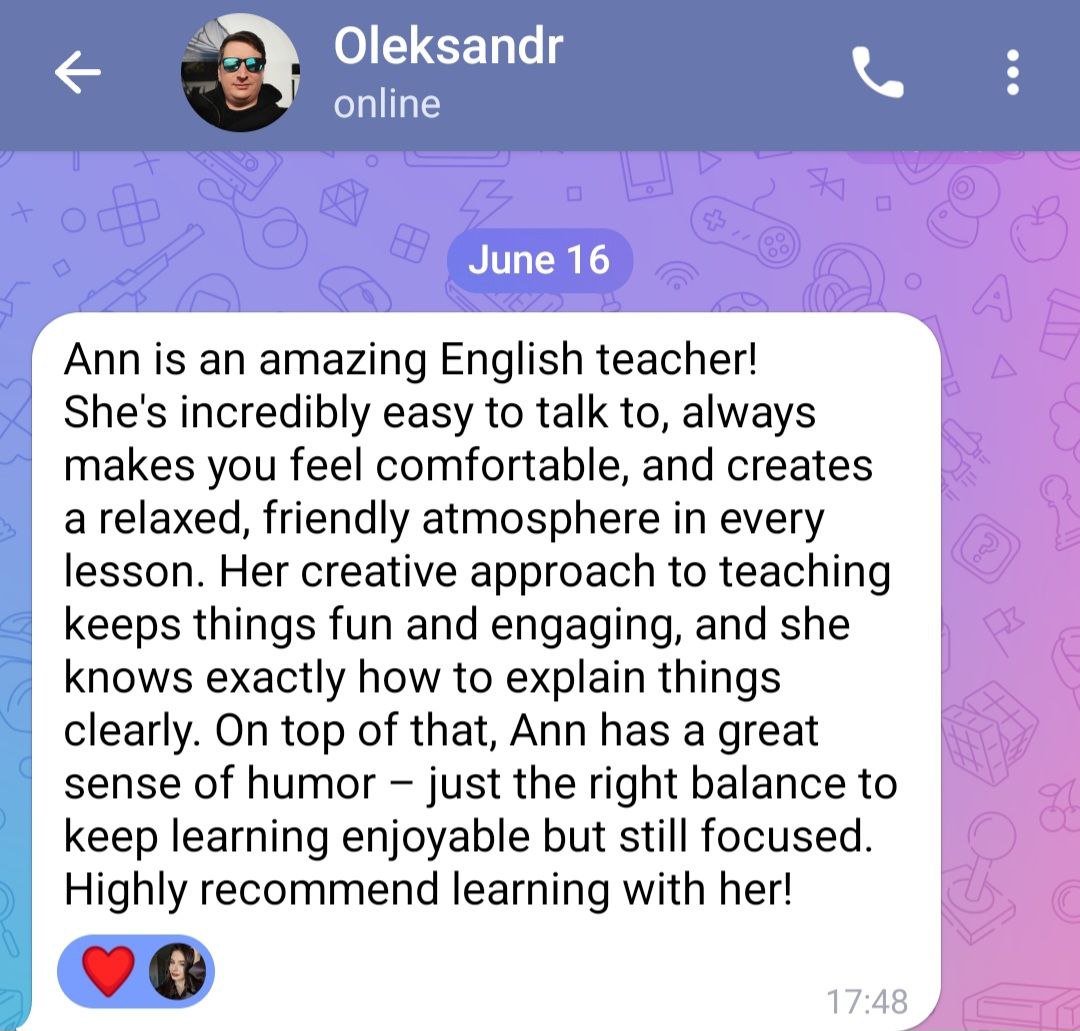 Oleksandr
online
June 16
Ann is an amazing English teacher!
She's incredibly easy to talk to, always
makes you feel comfortable, and creates
a relaxed, friendly atmosphere in every
lesson. Her creative approach to teaching
keeps things fun and engaging, and she
knows exactly how to explain things
clearly. On top of that, Ann has a great
sense of humor – just the right balance to
keep learning enjoyable but still focused.
Highly recommend learning with her!
17:48